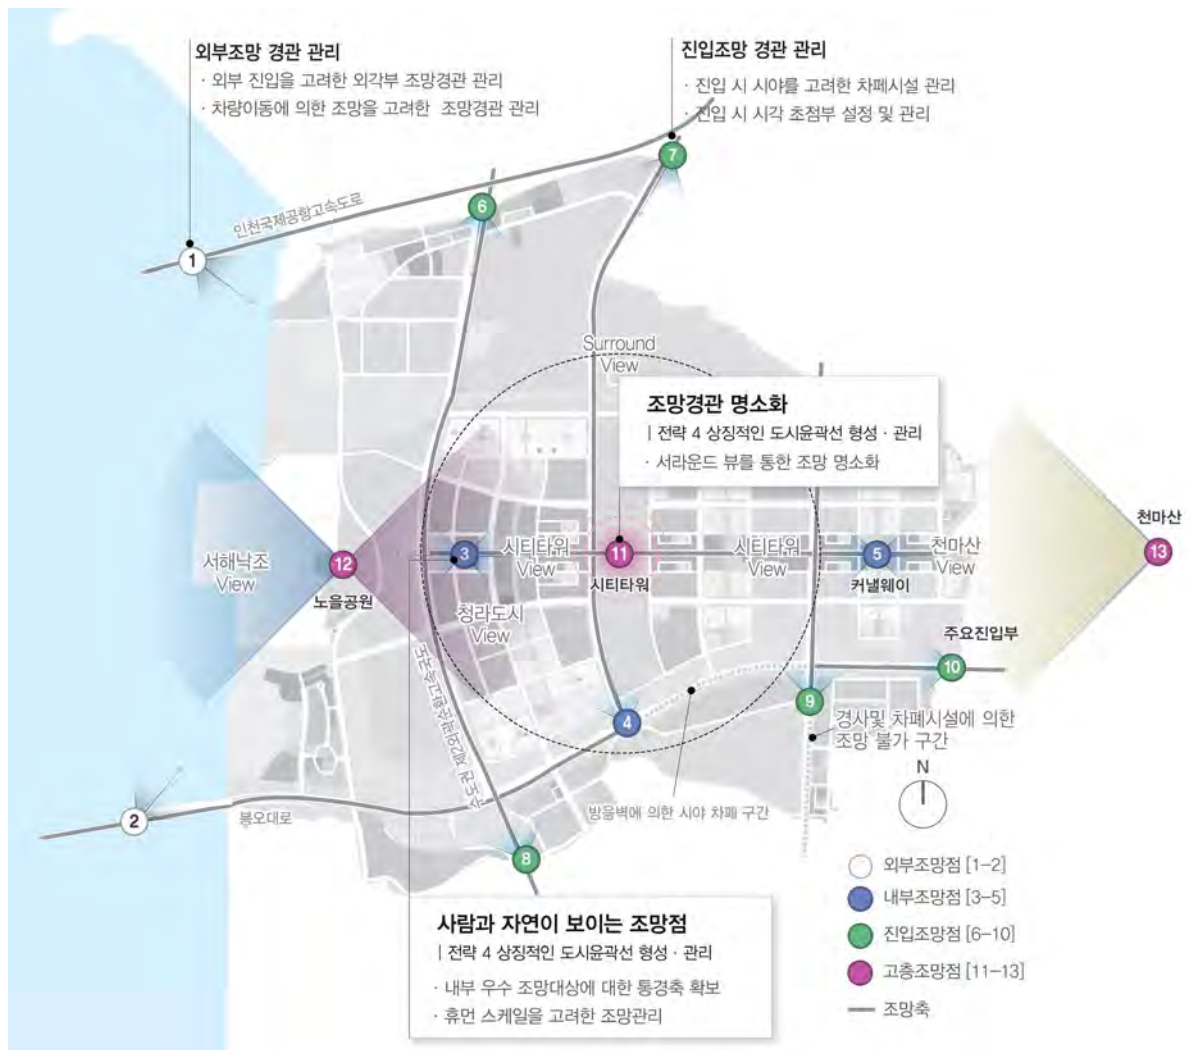 외부조망 경관 관리
· 외부 진입을 고려한 외각부 조망경관 관리
· 차량이동에 의한 조망을 고려한 조망경관 관리
진입조망 경관 관리
· 진입 시 시야를 고려한 차폐시설 관리
· 진입 시 시각 초점부 설정 및 관리
7
6
인천국제공항고속도로
1
Surround
View
조망경관 명소화
| 전략 4 상징적인 도시윤곽선 형성 · 관리
· 서라운드 뷰를 통한 조망 명소화
천마산
13
서해낙조
View
12
노을공원
3
시티타워
View
11
시티타워
시티타워
View
5
커낼웨이
천마산
View
청라도시
View
주요진입부
10
9
4
경사및 차폐시설에 의한
조망 불가 구간
수도권 제2외곽순환고속국도
N
방음벽에 의한 시야 차폐 구간
2
봉오대로
8
외부조망점 [1-2]
내부조망점 [3-5]
진입조망점 [6-10]
고층조망점 [11-13]
조망축
사람과 자연이 보이는 조망점
| 전략 4 상징적인 도시윤곽선 형성 · 관리
· 내부 우수 조망대상에 대한 통경축 확보
· 휴먼 스케일을 고려한 조망관리